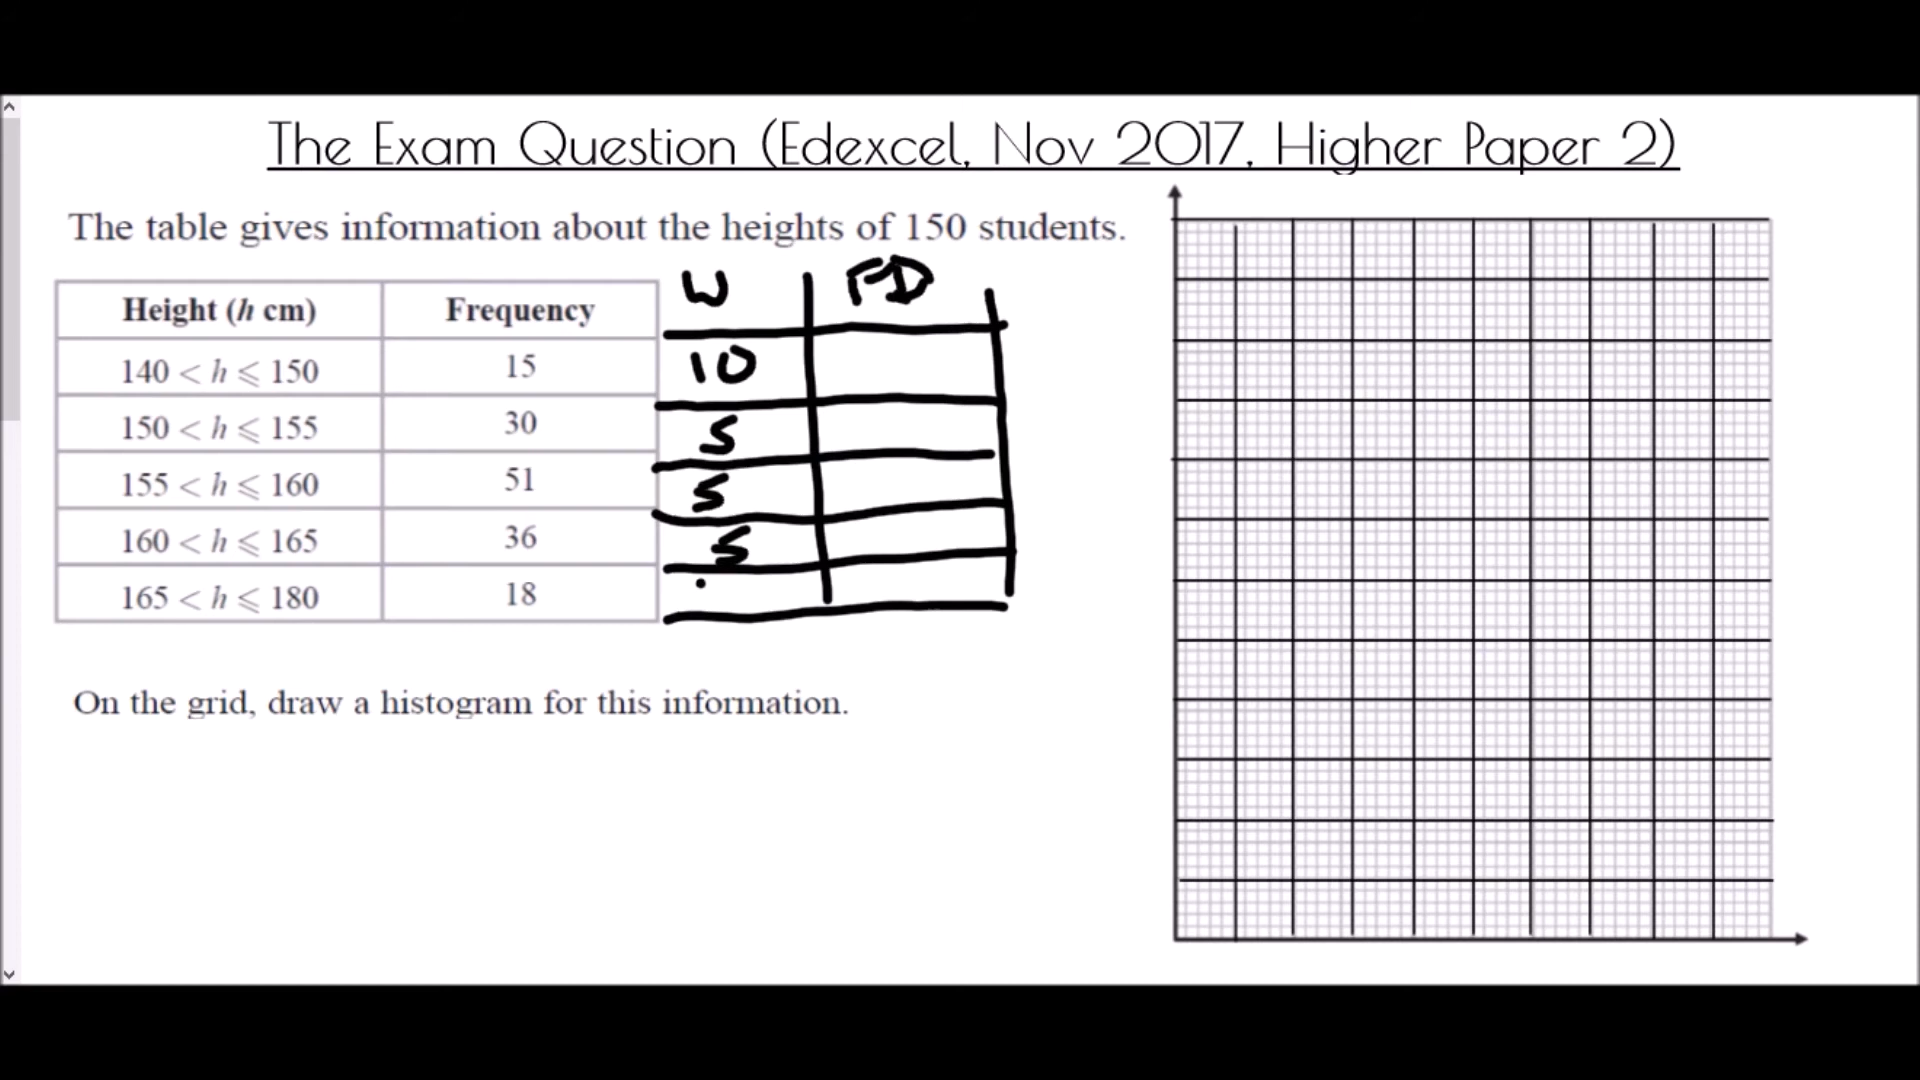 The Exam Question (Edexcel, Nov 2017, Higher Paper 2)
The table gives information about the heights of 150 students.
Height (h cm) Frequency W FD
140 < h ⩽ 150 15 10
150 < h ⩽ 155 30 5
155 < h ⩽ 160 51 5
160 < h ⩽ 165 36 5
165 < h ⩽ 180 18
On the grid, draw a histogram for this information.